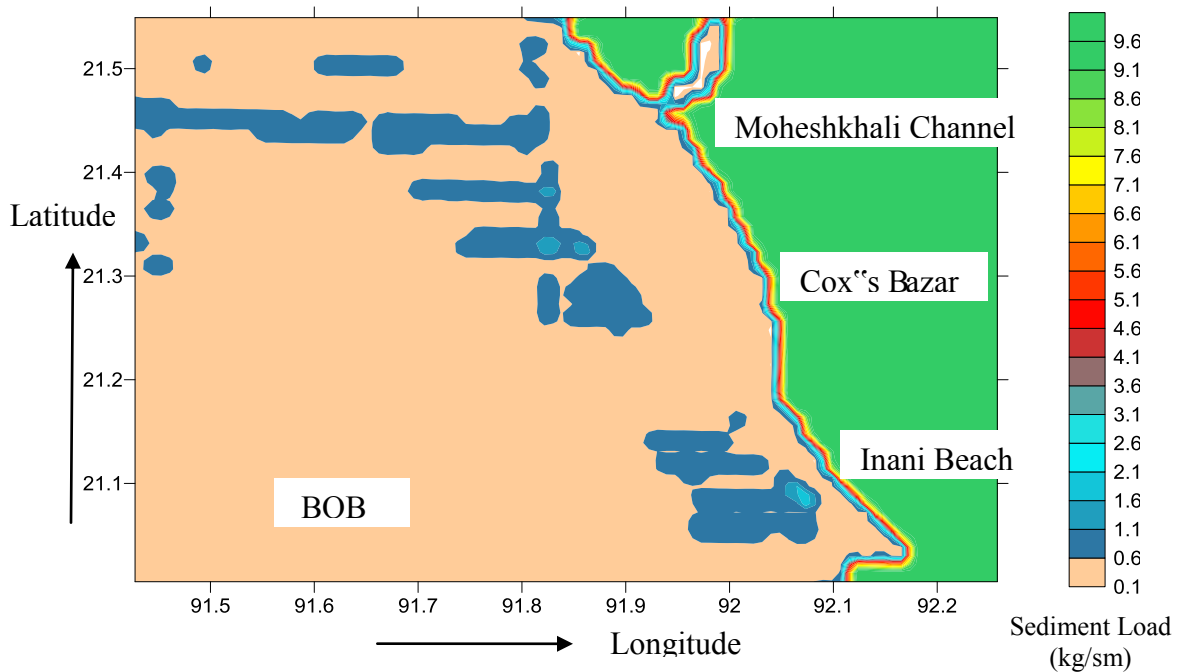 Latitude
21.5
21.4
21.3
21.2
21.1
Moheshkhali Channel
Cox‟s Bazar
Inani Beach
BOB
91.5 91.6 91.7 91.8 91.9 92 92.1 92.2
Longitude
9.6
9.1
8.6
8.1
7.6
7.1
6.6
6.1
5.6
5.1
4.6
4.1
3.6
3.1
2.6
2.1
1.6
1.1
0.6
0.1
Sediment Load
(kg/sm)